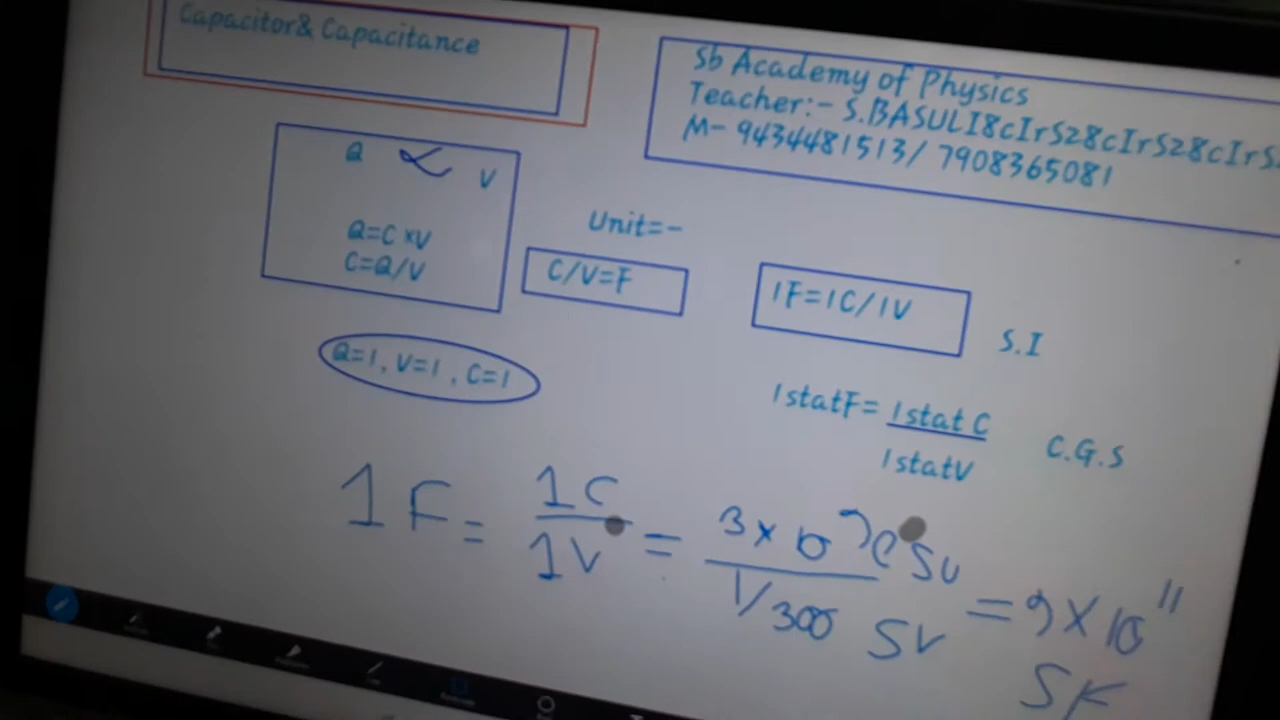 Capacitor& Capacitance
Sb Academy of Physics
Teacher:- S.BASULI8cIrSz8cIrSz8cIrS
M- 9434481513/ 7908365081
Q ∝ V
Q=C×V
C=Q/V
Unit=-
C/V=F
1F=1C/1V
S.I
Q=1, V=1, C=1
1statF= 1stat C
1statV
C.G.S
1F = 1C / 1V = 3×10⁹ esu / 1/300 SV = 9×10¹¹ SF